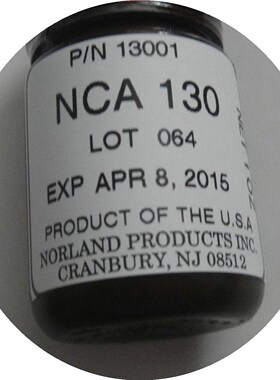 P/N 13001
NCA 130
LOT 064
EXP APR 8, 2015
PRODUCT OF THE U.S.A
NORLAND PRODUCTS INC.
CRANBURY, NJ 08512